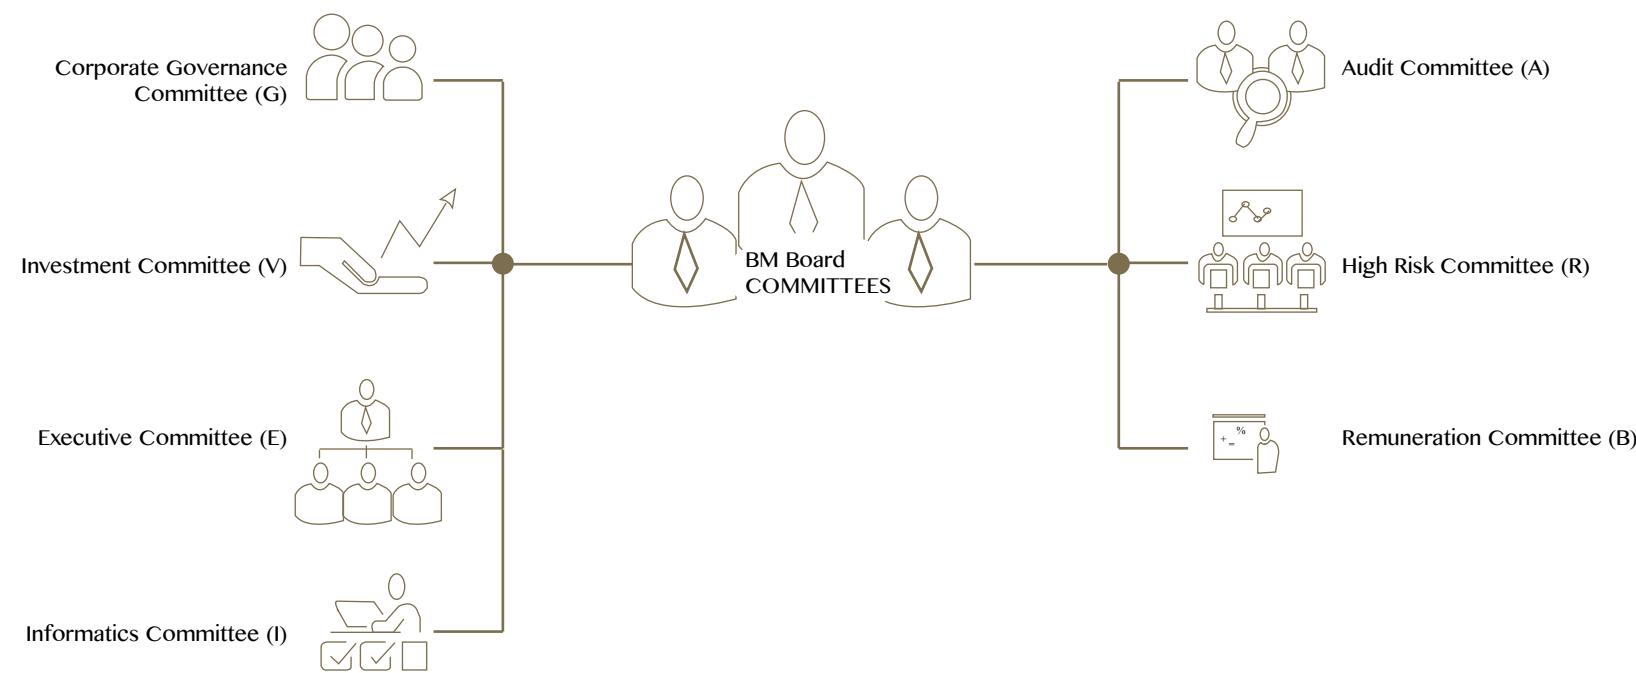 Corporate Governance
Committee (G)
Investment Committee (V)
Executive Committee (E)
Informatics Committee (I)
BM Board
COMMITTEES
Audit Committee (A)
High Risk Committee (R)
+ - %
Remuneration Committee (B)